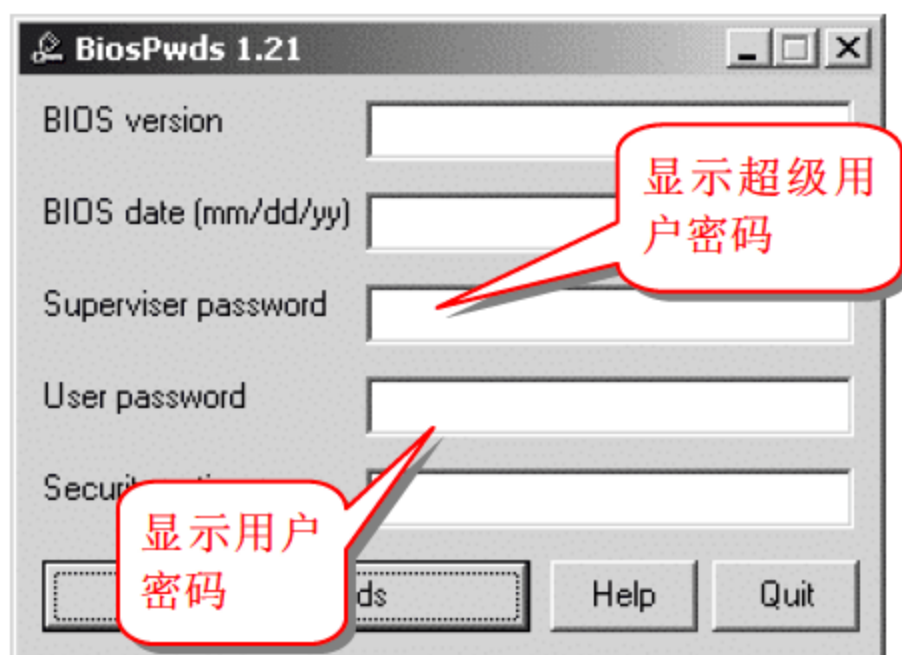 BiosPwds 1.21
BIOS version
显示超级用
户密码
BIOS date (mm/dd/yy)
Superviser password
User password
显示用户
密码
Help
Quit